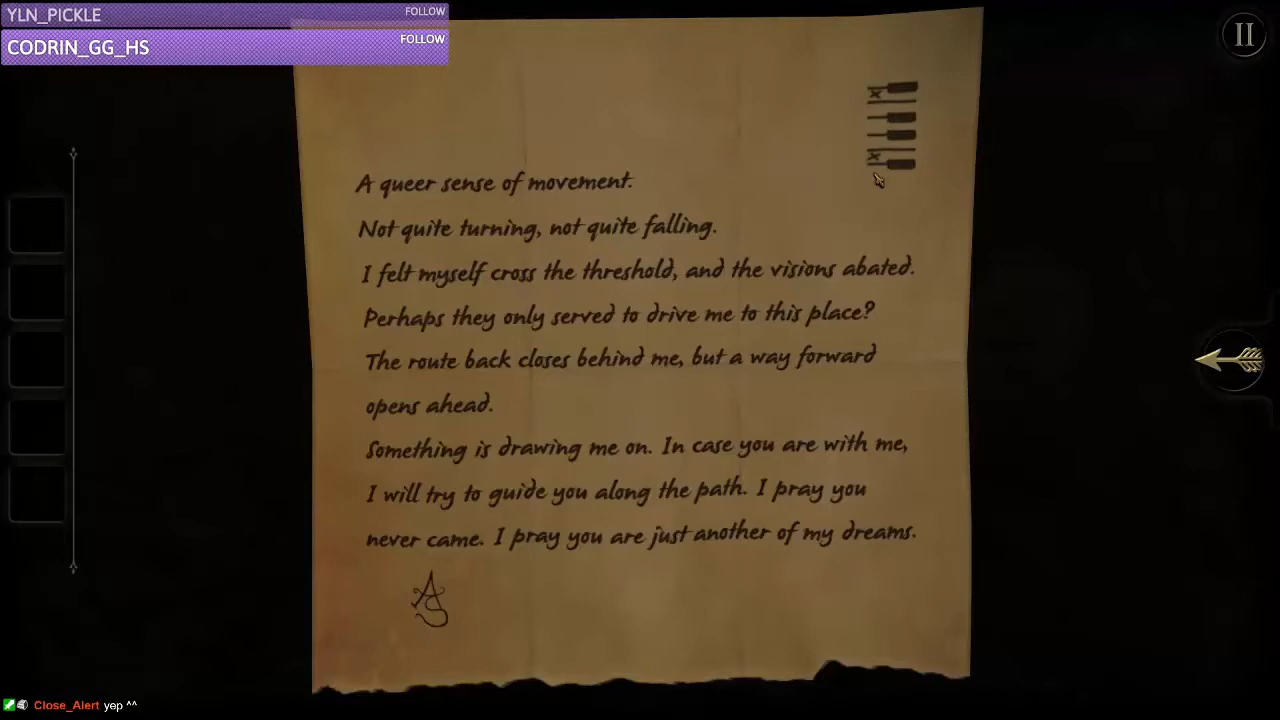 YLN_PICKLE FOLLOW
CODRIN_GG_HS FOLLOW
A queer sense of movement.
Not quite turning, not quite falling.
I felt myself cross the threshold, and the visions abated.
Perhaps they only served to drive me to this place?
The route back closes behind me, but a way forward
opens ahead.
Something is drawing me on. In case you are with me,
I will try to guide you along the path. I pray you
never came. I pray you are just another of my dreams.
AS
Close_Alert yep ^^